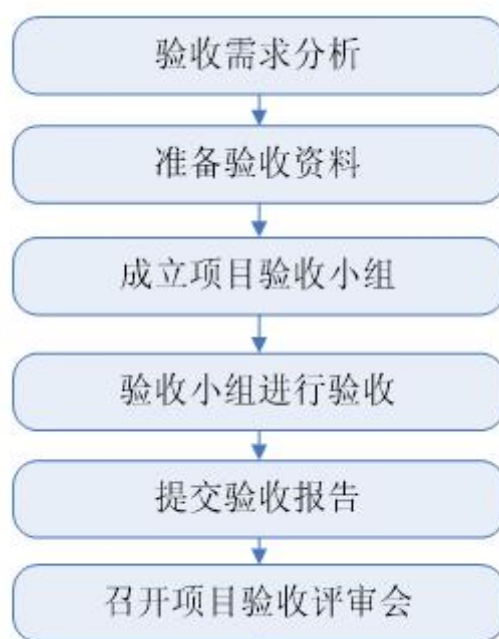 验收需求分析
准备验收资料
成立项目验收小组
验收小组进行验收
提交验收报告
召开项目验收评审会